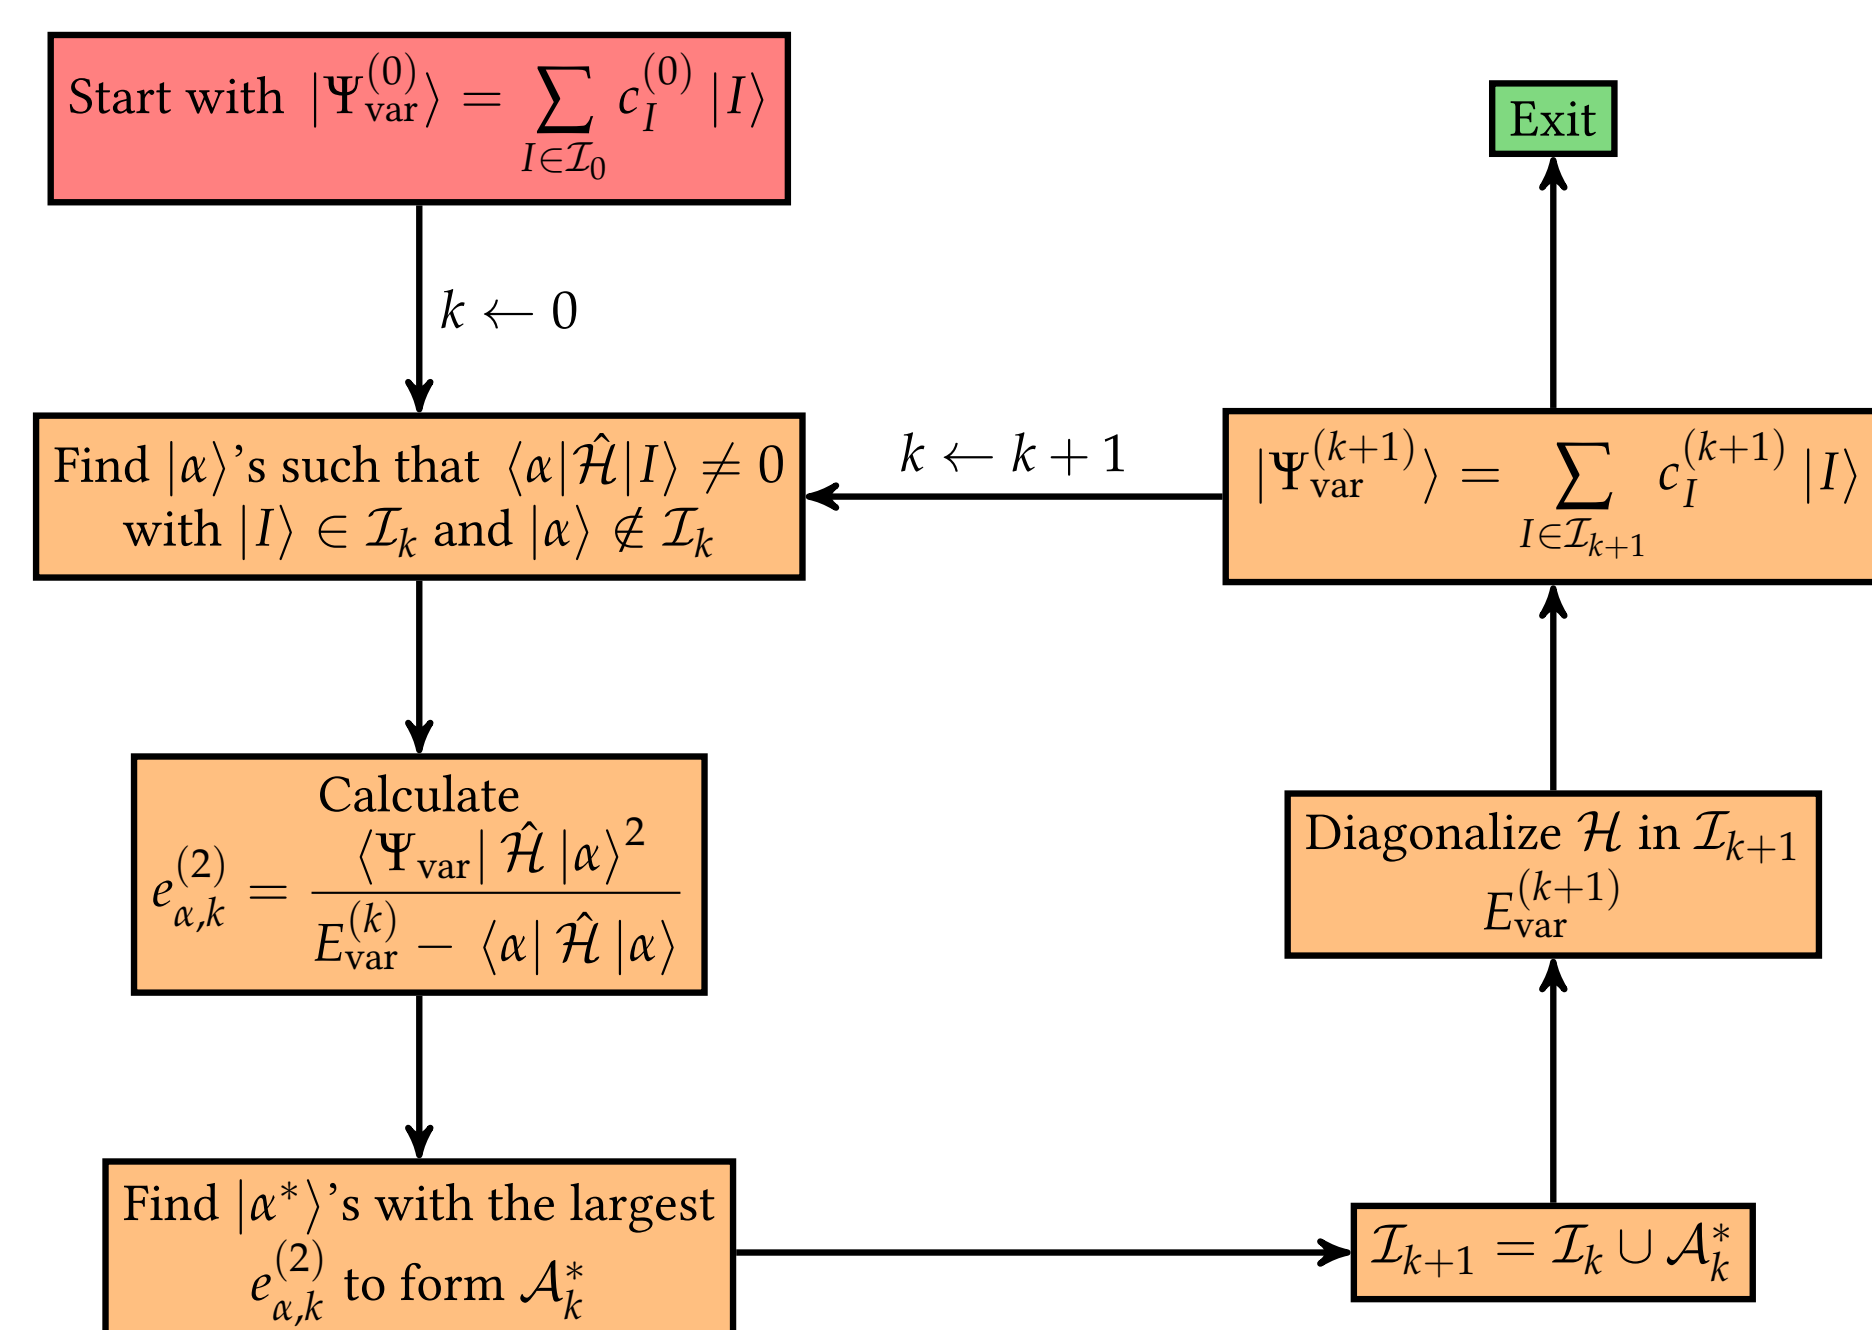 Start with |Ψ_var^(0)⟩ = ∑_{I∈ℐ_0} c_I^(0) |I⟩
k ← 0
Find |α⟩'s such that ⟨α|Ĥ|I⟩ ≠ 0
with |I⟩ ∈ ℐ_k and |α⟩ ∉ ℐ_k
Calculate
e_{α,k}^(2) = ⟨Ψ_var| Ĥ |α⟩² / (E_var^(k) − ⟨α| Ĥ |α⟩)
Find |α*⟩'s with the largest
e_{α,k}^(2) to form 𝒜_k^*
ℐ_{k+1} = ℐ_k ∪ 𝒜_k^*
Diagonalize ℋ in ℐ_{k+1}
E_var^(k+1)
|Ψ_var^(k+1)⟩ = ∑_{I∈ℐ_{k+1}} c_I^(k+1) |I⟩
k ← k + 1
Exit